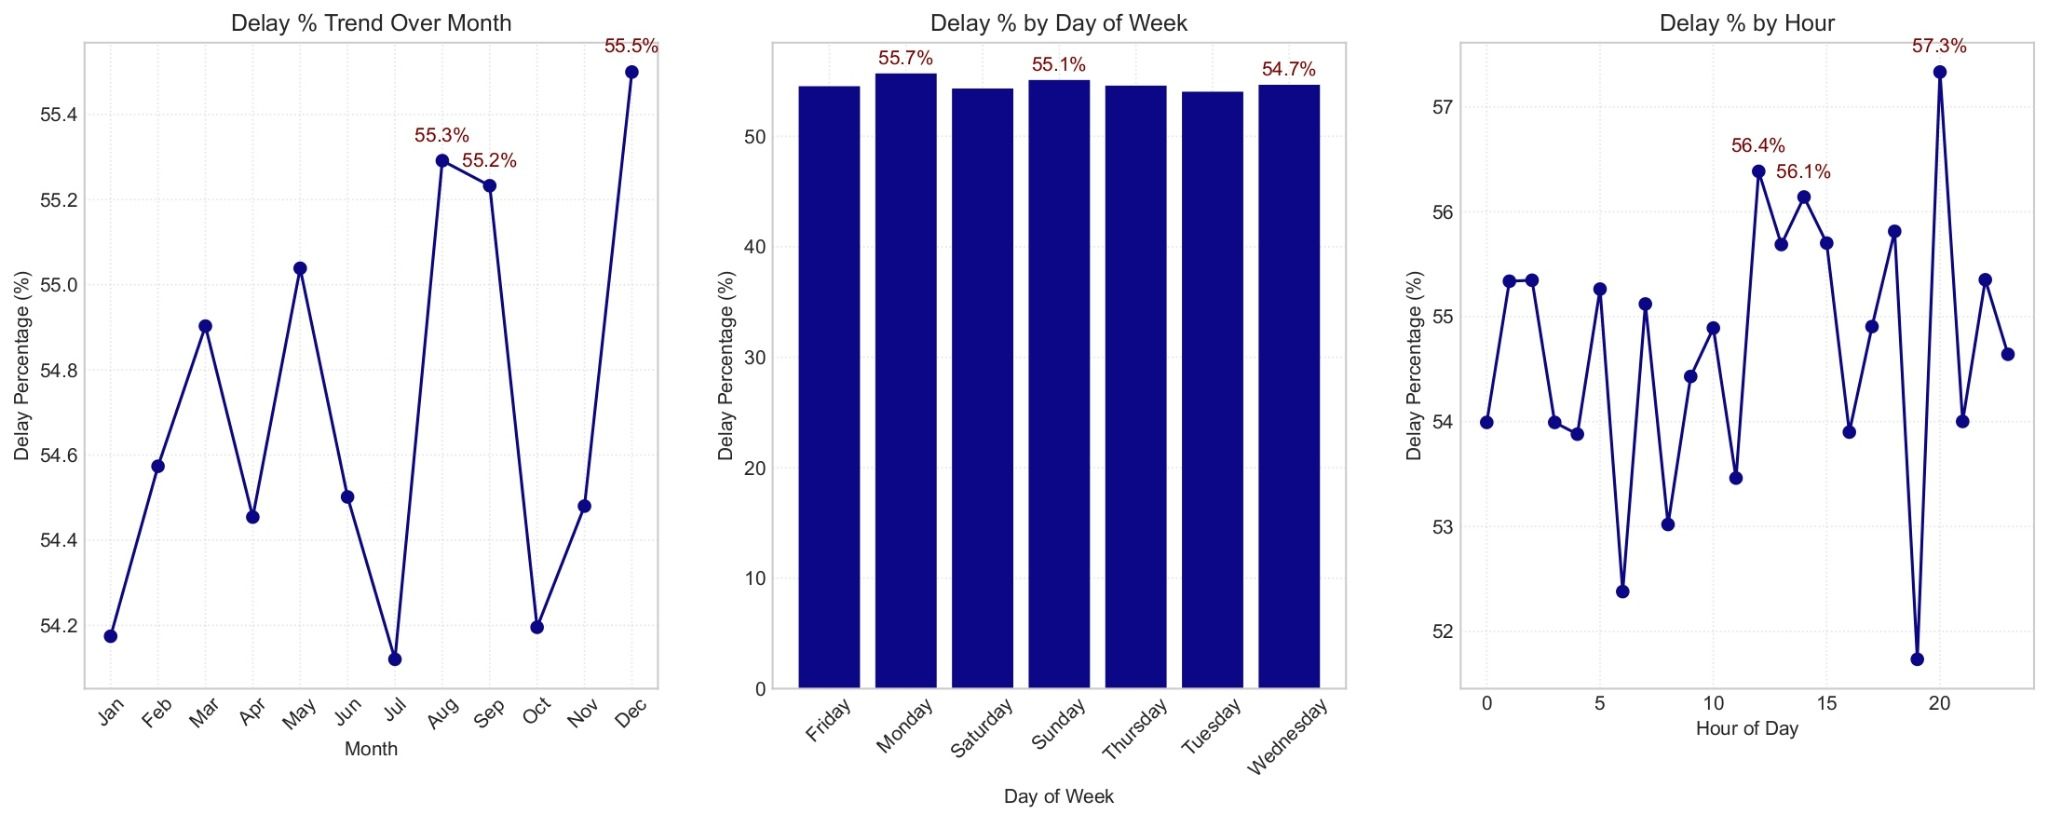 Delay % Trend Over Month
55.5%
55.3%
55.2%
55.4
55.2
55.0
54.8
54.6
54.4
54.2
Delay Percentage (%)
Jan
Feb
Mar
Apr
May
Jun
Jul
Aug
Sep
Oct
Nov
Dec
Month
Delay % by Day of Week
55.7%
55.1%
54.7%
50
40
30
20
10
0
Delay Percentage (%)
Friday
Monday
Saturday
Sunday
Thursday
Tuesday
Wednesday
Day of Week
Delay % by Hour
57.3%
56.4%
56.1%
57
56
55
54
53
52
Delay Percentage (%)
0
5
10
15
20
Hour of Day